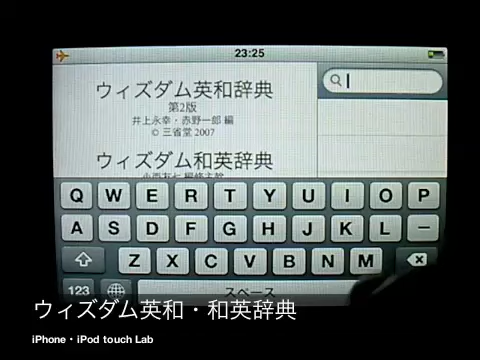 23:25
ウィズダム英和辞典
第2版
井上永幸・赤野一郎 編
© 三省堂 2007
ウィズダム和英辞典
Q W E R T Y U I O P
A S D F G H J K L ー
Z X C V B N M
123 スペース
ウィズダム英和・和英辞典
iPhone・iPod touch Lab